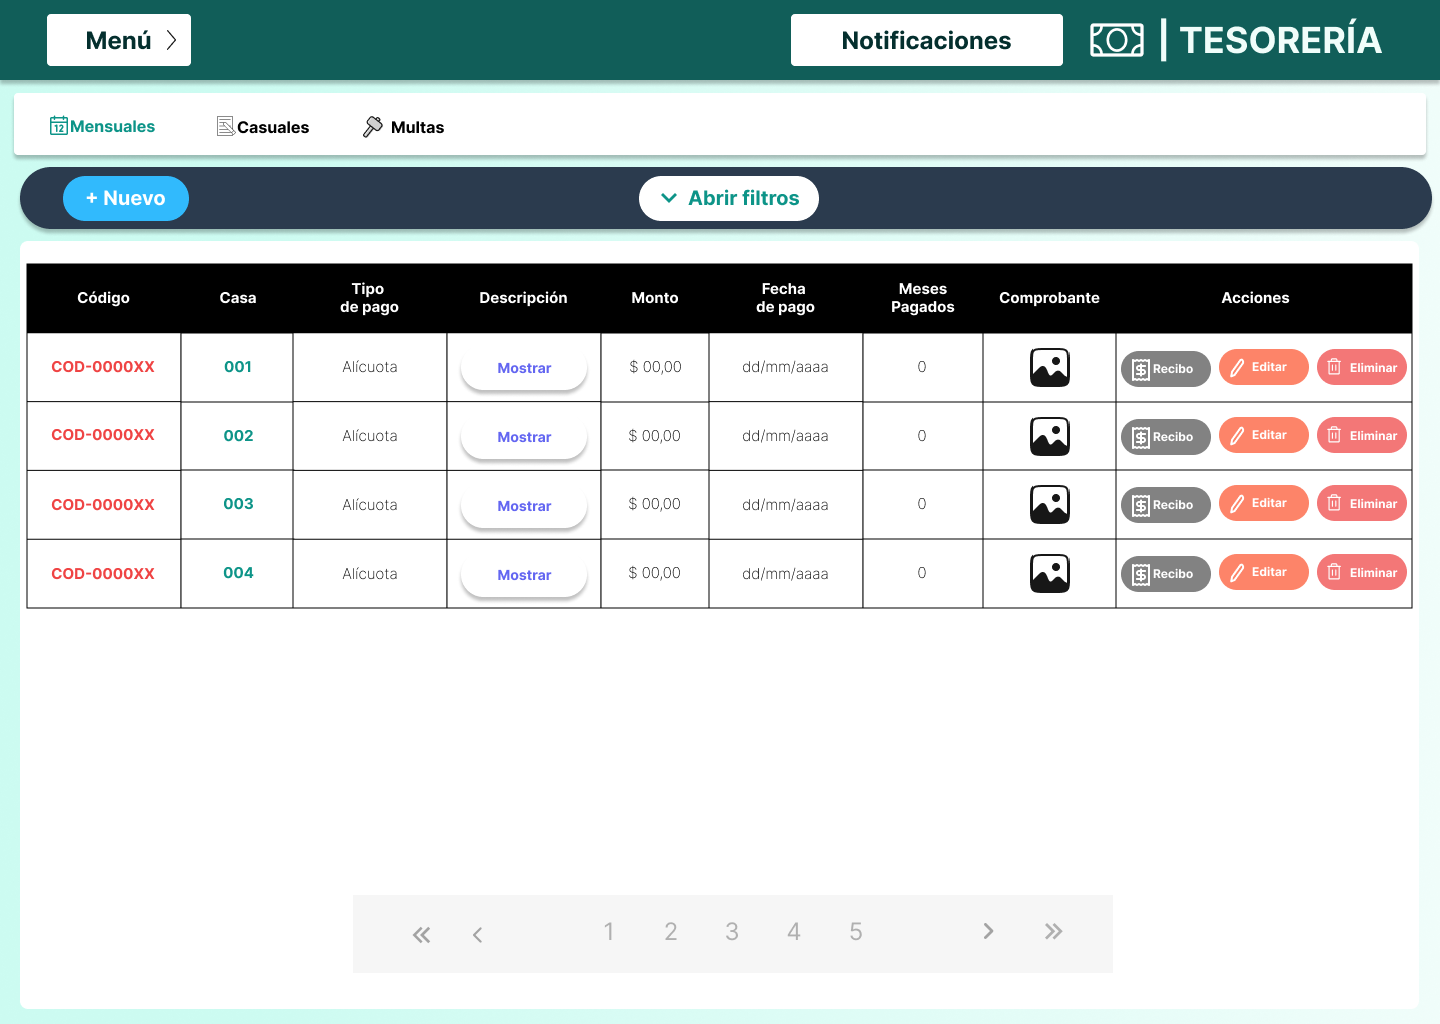 Menú
Notificaciones
| TESORERÍA
12 Mensuales
Casuales
Multas
+ Nuevo
Abrir filtros
Código Casa Tipo de pago Descripción Monto Fecha de pago Meses Pagados Comprobante Acciones
COD-0000XX 001 Alícuota Mostrar $ 00,00 dd/mm/aaaa 0 $ Recibo Editar Eliminar
COD-0000XX 002 Alícuota Mostrar $ 00,00 dd/mm/aaaa 0 $ Recibo Editar Eliminar
COD-0000XX 003 Alícuota Mostrar $ 00,00 dd/mm/aaaa 0 $ Recibo Editar Eliminar
COD-0000XX 004 Alícuota Mostrar $ 00,00 dd/mm/aaaa 0 $ Recibo Editar Eliminar
« < 1 2 3 4 5 > »